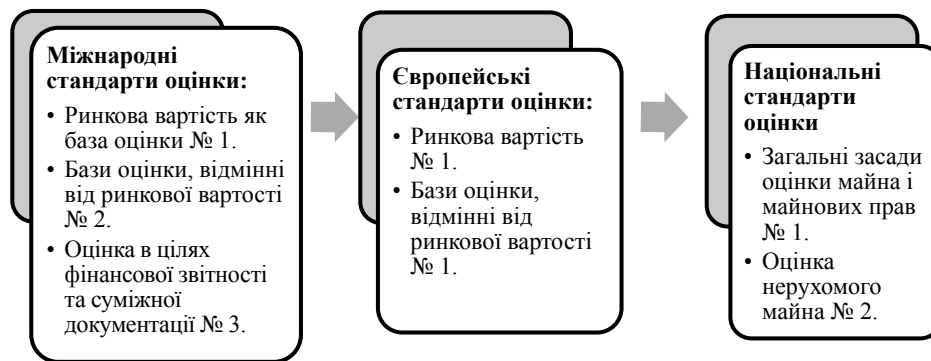 Міжнародні
стандарти оцінки:
• Ринкова вартість як
база оцінки № 1.
• Бази оцінки, відмінні
від ринкової вартості
№ 2.
• Оцінка в цілях
фінансової звітності
та суміжної
документації № 3.
Європейські
стандарти оцінки:
• Ринкова вартість
№ 1.
• Бази оцінки,
відмінні від
ринкової вартості
№ 1.
Національні
стандарти
оцінки
• Загальні засади
оцінки майна і
майнових прав
№ 1.
• Оцінка
нерухомого
майна № 2.